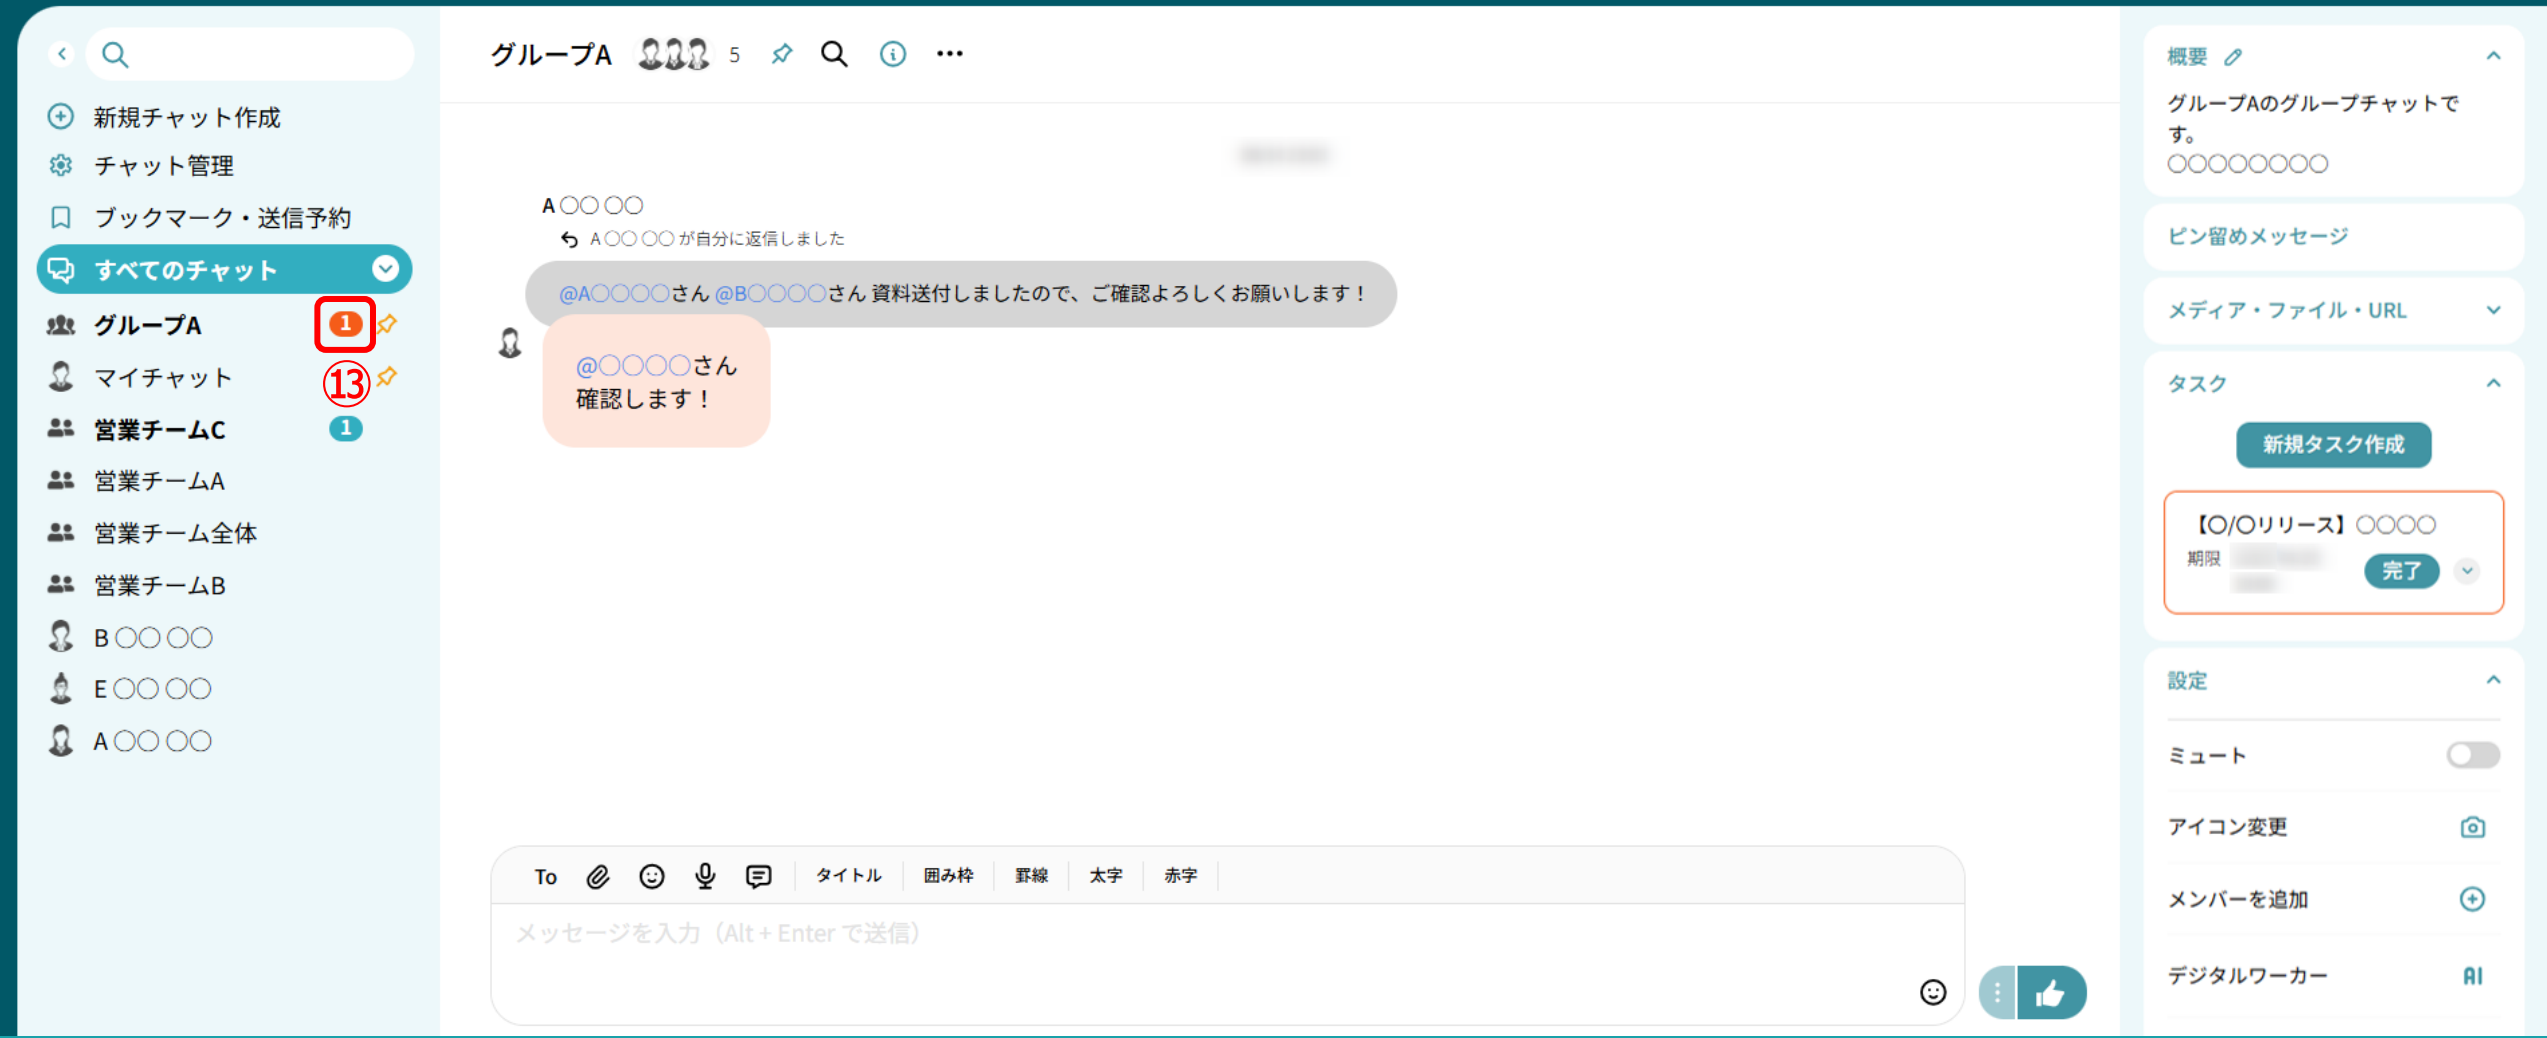 新規チャット作成
チャット管理
ブックマーク・送信予約
すべてのチャット
グループA 1
マイチャット
⑬
営業チームC 1
営業チームA
営業チーム全体
営業チームB
B〇〇 〇〇
E〇〇 〇〇
A〇〇 〇〇
グループA 5
A〇〇 〇〇
A〇〇 〇〇 が自分に返信しました
@A〇〇〇〇さん @B〇〇〇〇さん 資料送付しましたので、ご確認よろしくお願いします！
@〇〇〇〇さん
確認します！
To タイトル 囲み枠 罫線 太字 赤字
メッセージを入力（Alt + Enter で送信）
概要
グループAのグループチャットで
す。
〇〇〇〇〇〇〇〇
ピン留めメッセージ
メディア・ファイル・URL
タスク
新規タスク作成
【〇/〇リリース】〇〇〇〇
期限
完了
設定
ミュート
アイコン変更
メンバーを追加
デジタルワーカー AI